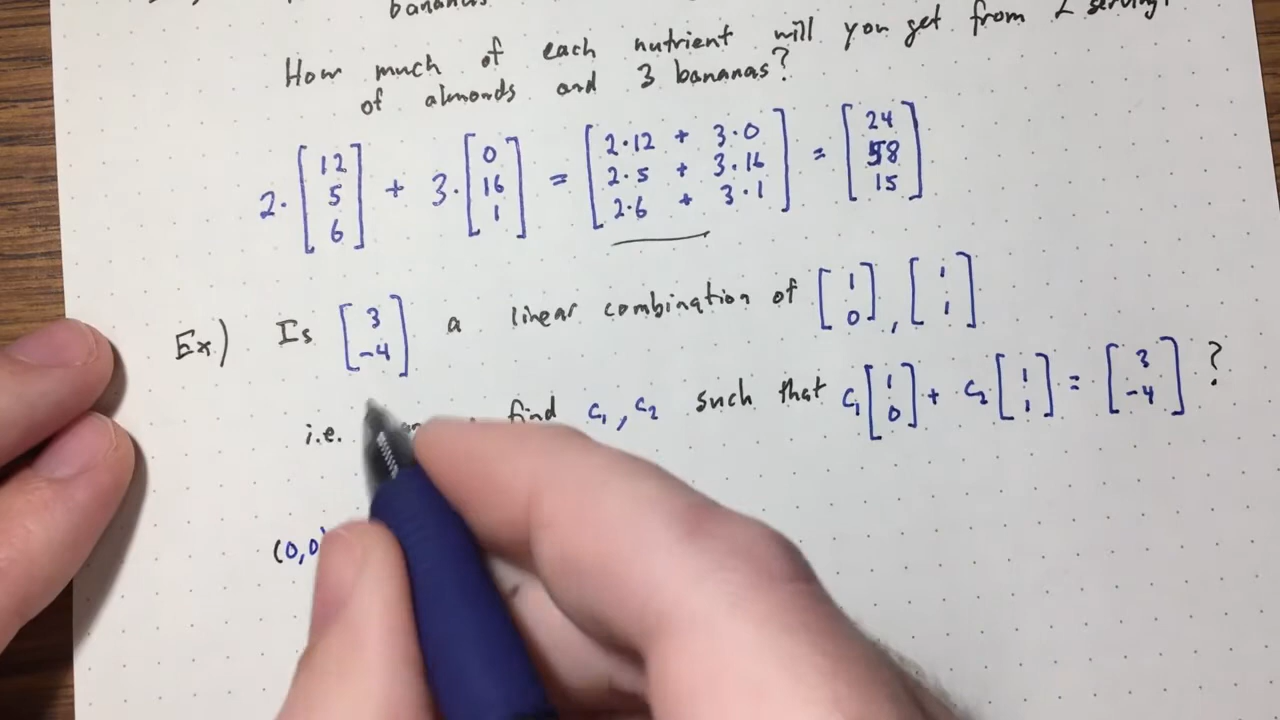 bananas
How much of each nutrient will you get from 2
of almonds and 3 bananas?
2· [12 5 6] + 3· [0 16 1] = [2·12 + 3·0 2·5 + 3·16 2·6 + 3·1] = [24 58 15]
Ex.) Is [3 -4] a linear combination of [1 0], [1 1]
i.e. find c₁, c₂ such that c₁ [1 0] + c₂ [1 1] = [3 -4] ?
(0,0)